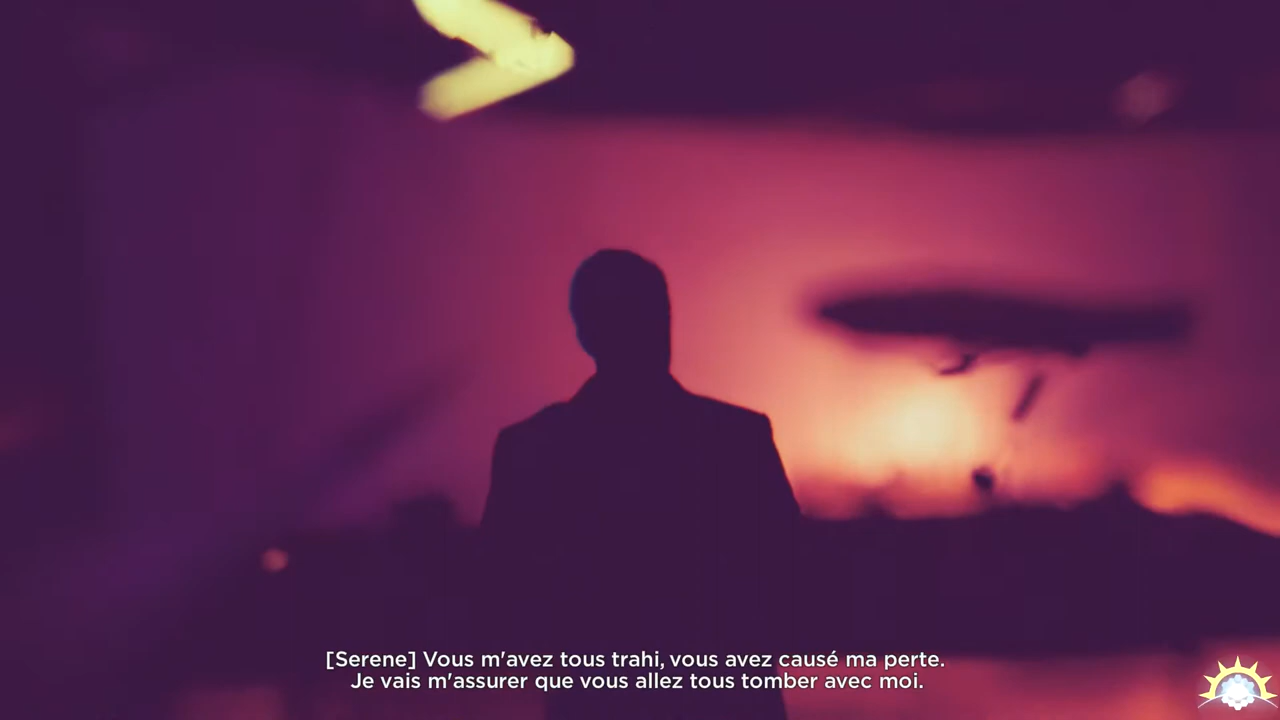 [Serene] Vous m'avez tous trahi, vous avez causé ma perte.
Je vais m'assurer que vous allez tous tomber avec moi.